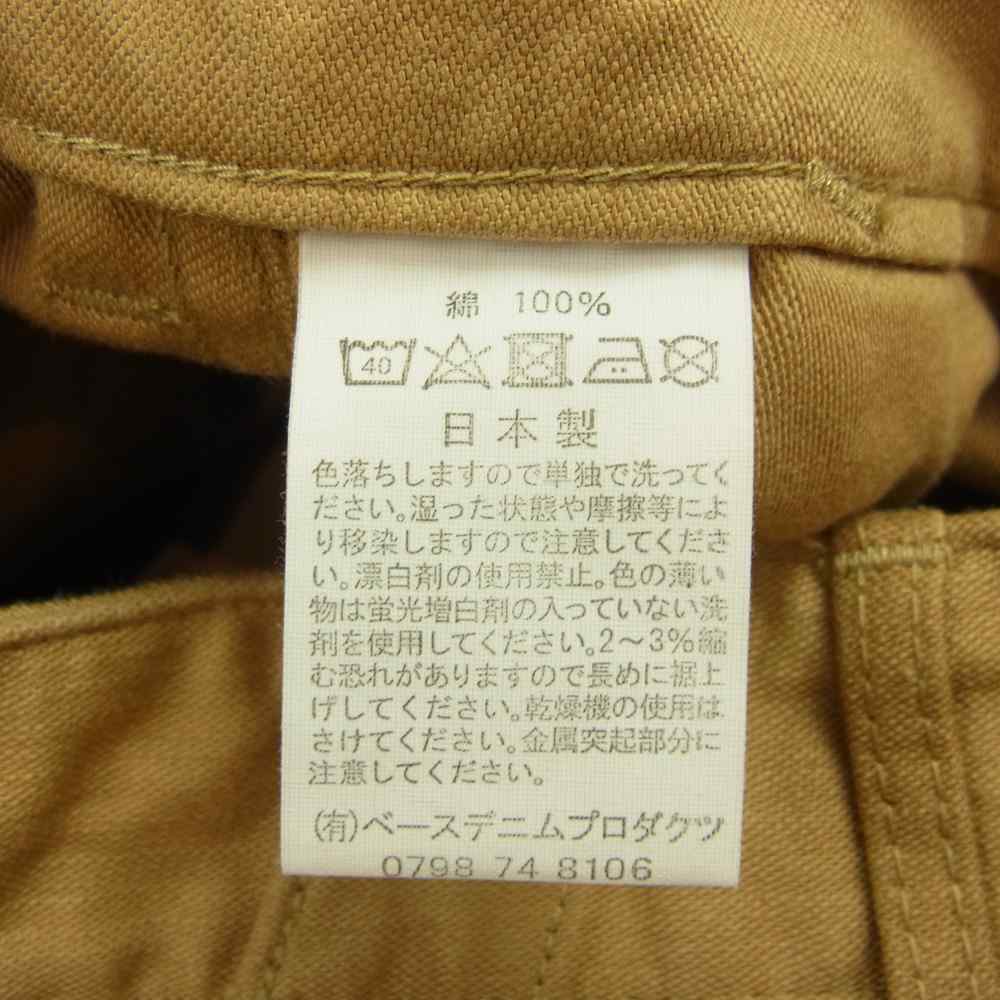 綿 100%
40
日本製
色落ちしますので単独で洗ってく
ださい。湿った状態や摩擦等によ
り移染しますので注意してくださ
い。漂白剤の使用禁止。色の薄い
物は蛍光増白剤の入っていない洗
剤を使用してください。2～3%縮
む恐れがありますので長めに裾上
げしてください。乾燥機の使用は
さけてください。金属突起部分に
注意してください。
(有)ベースデニムプロダクツ
0798 74 8106